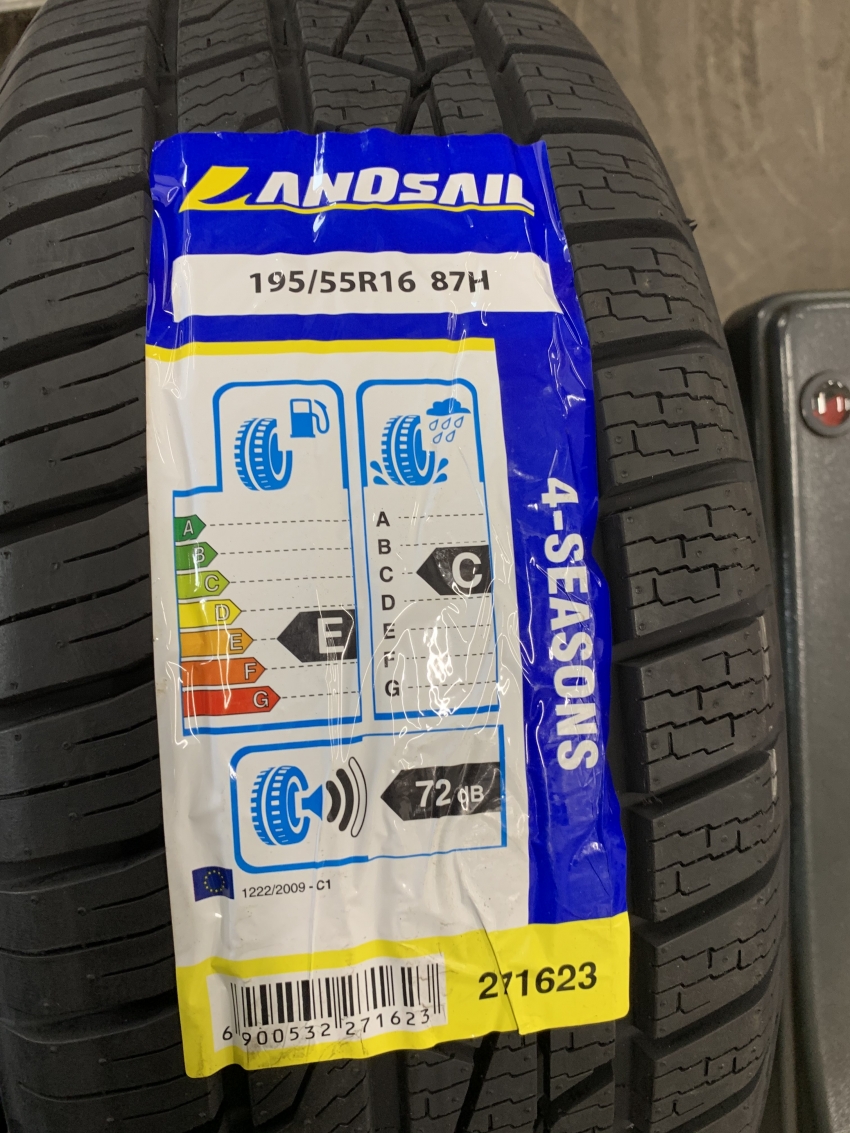 LANDSAIL
195/55R16 87H
A
B
C
D
E
F
G
E
A
B
C
D
E
F
G
C
4-SEASONS
72 dB
1222/2009 - C1
271623
6 900532 271623